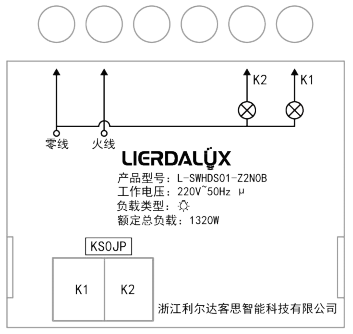 K2
K1
零线
火线
LIERDALUX
产品型号: L-SWHDS01-Z2NOB
工作电压: 220V~50Hz μ
负载类型:
额定总负载: 1320W
KS0JP
K1
K2
浙江利尔达客思智能科技有限公司